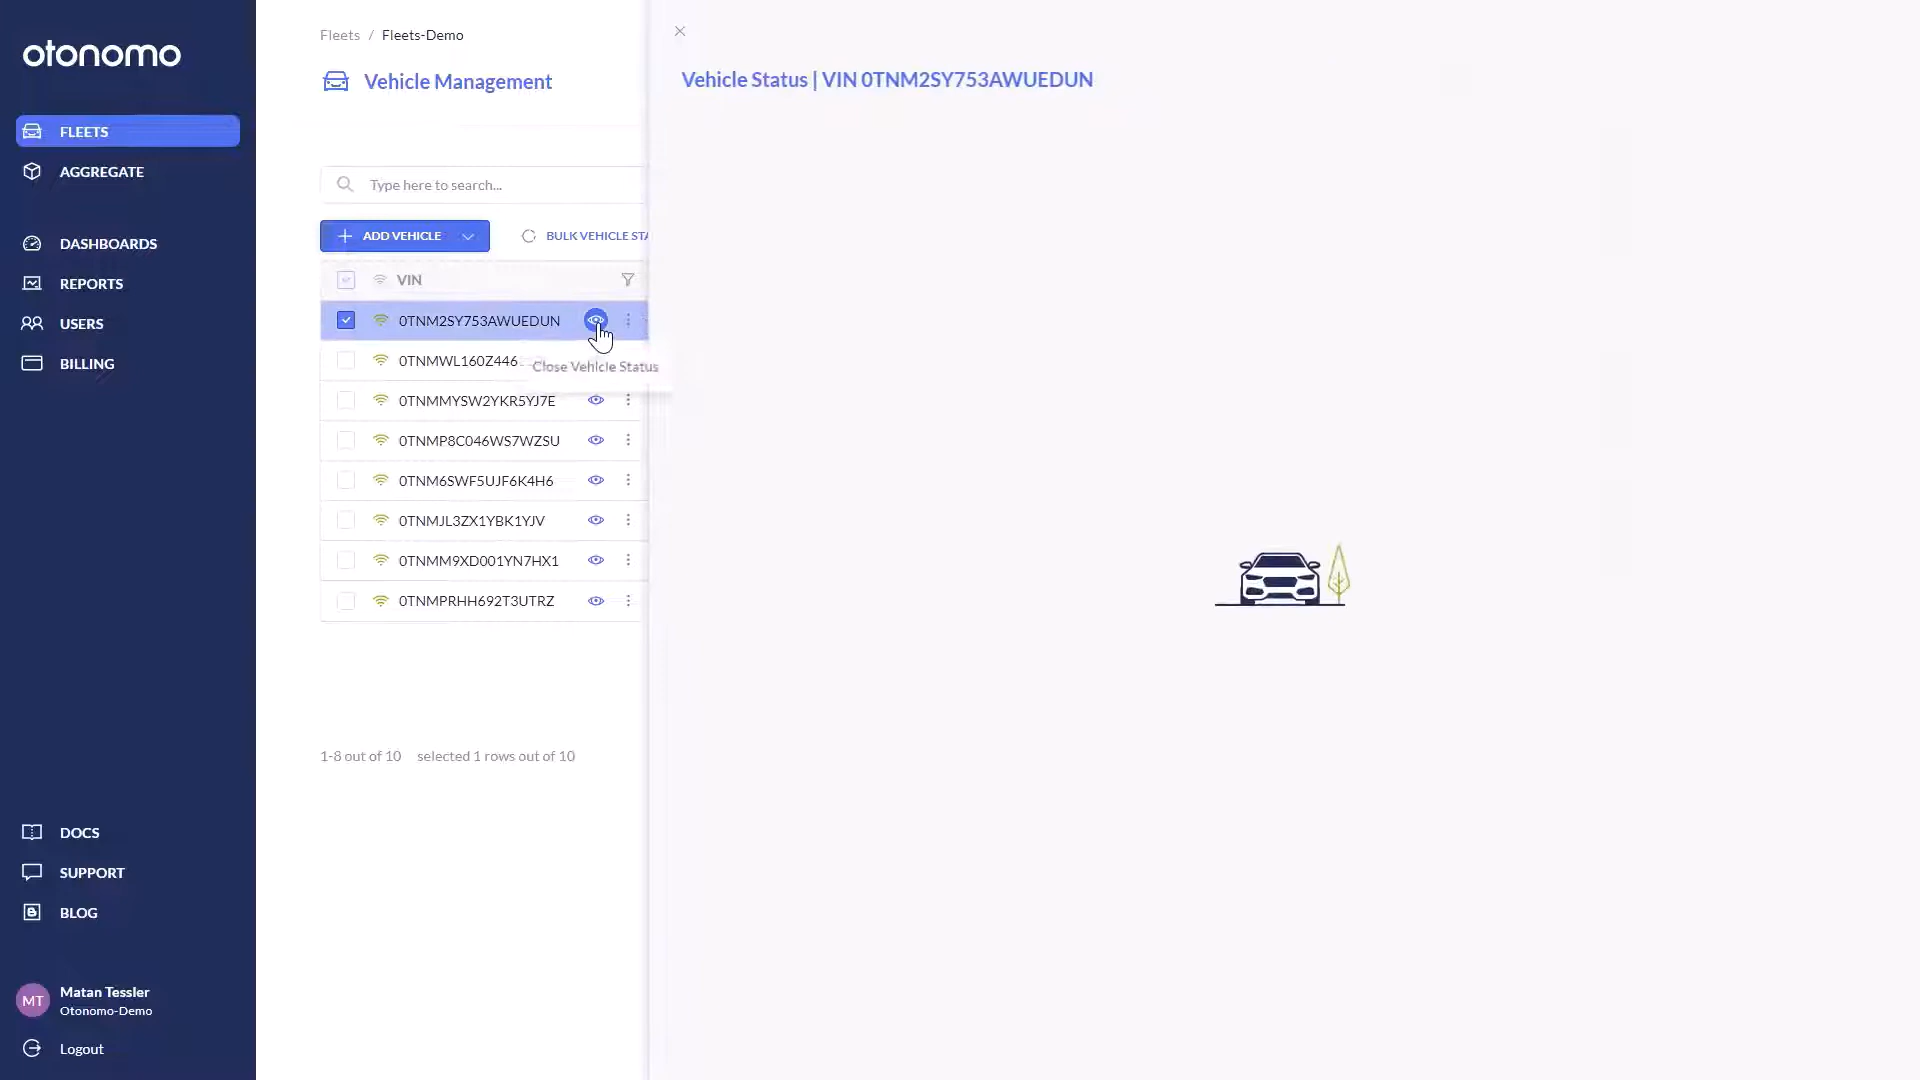 otonomo
FLEETS
AGGREGATE
DASHBOARDS
REPORTS
USERS
BILLING
DOCS
SUPPORT
BLOG
MT
Matan Tessler
Otonomo-Demo
Logout
Fleets / Fleets-Demo
Vehicle Management
Type here to search...
ADD VEHICLE
BULK VEHICLE STA
VIN
0TNM2SY753AWUEDUN
0TNMWL160Z446
Close Vehicle Status
0TNMMYSW2YKR5YJ7E
0TNMP8C046WS7WZSU
0TNM6SWF5UJF6K4H6
0TNMJL3ZX1YBK1YJV
0TNMM9XD001YN7HX1
0TNMPRHH692T3UTRZ
1-8 out of 10 selected 1 rows out of 10
Vehicle Status | VIN 0TNM2SY753AWUEDUN